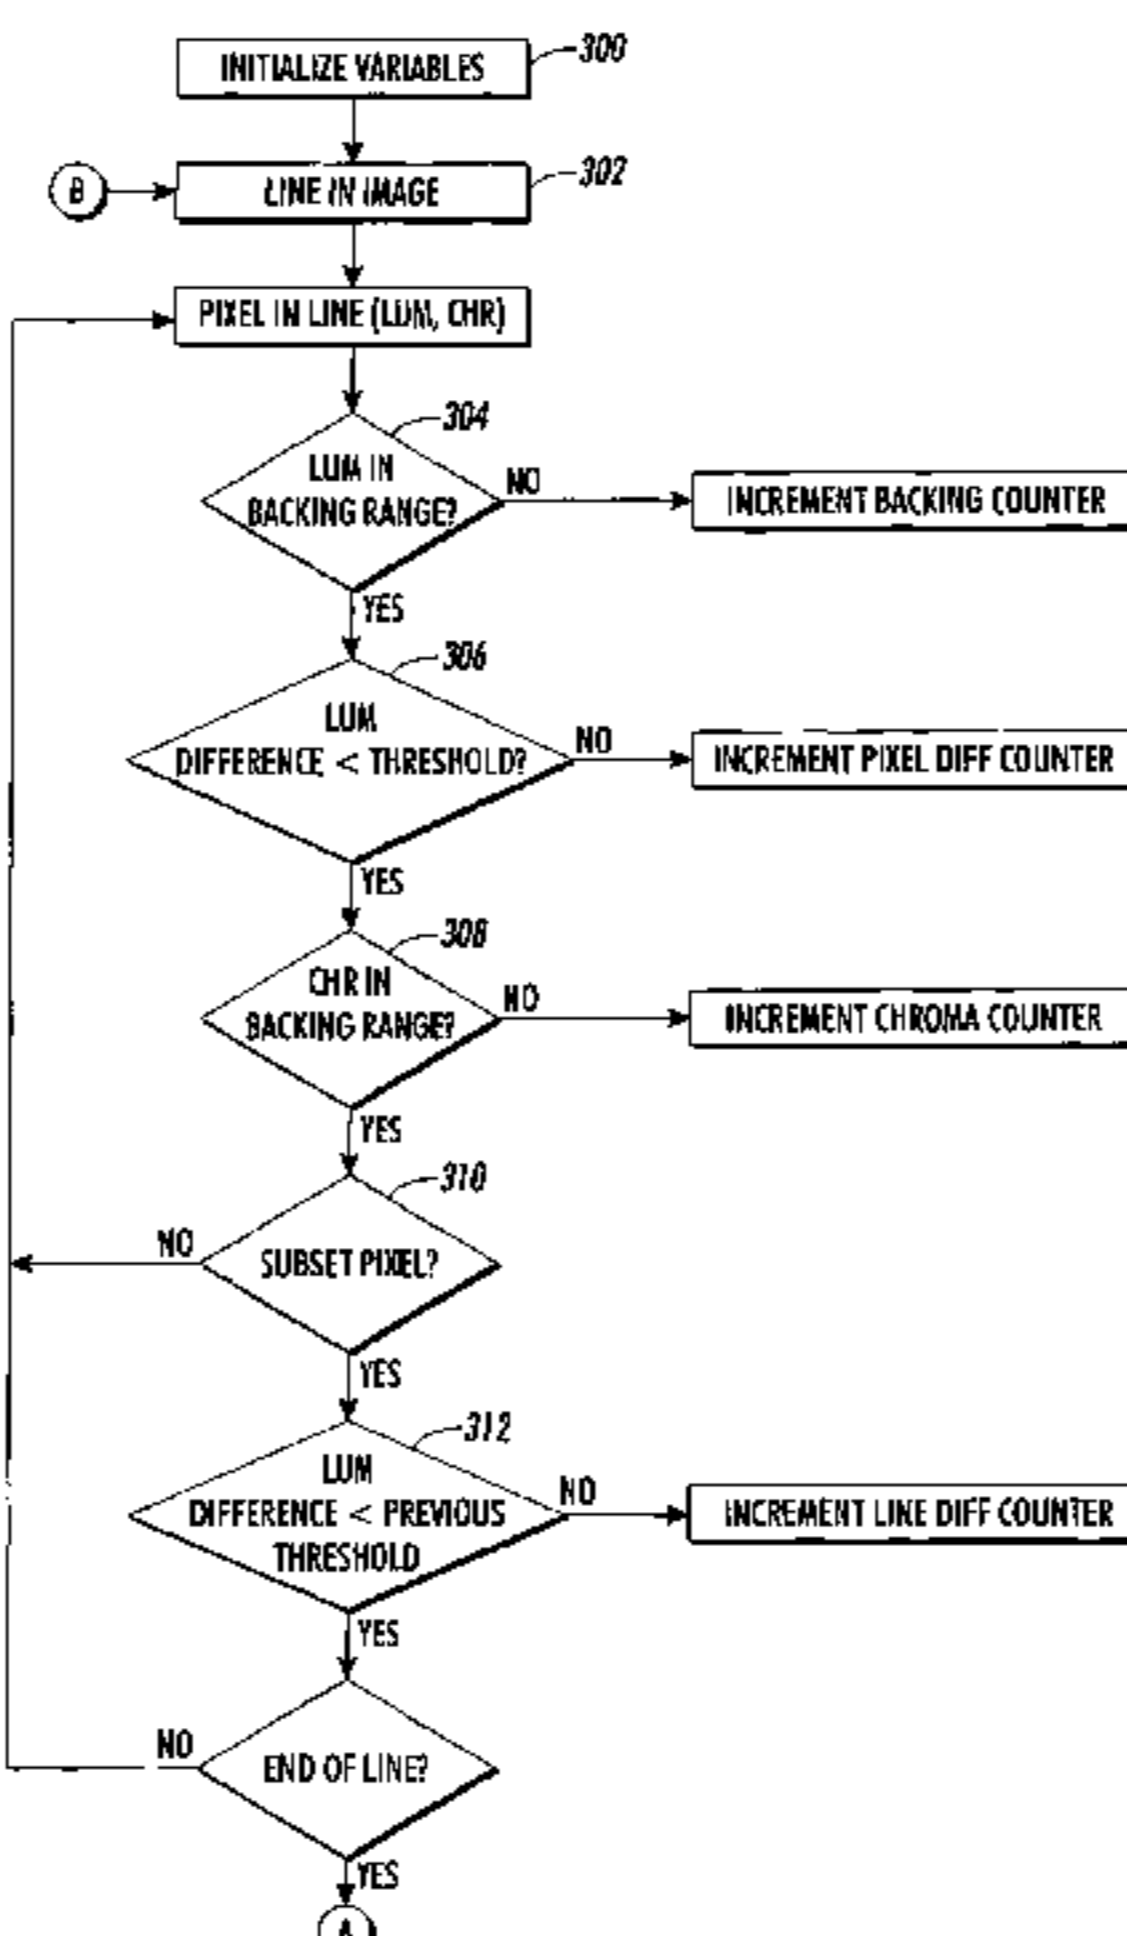 INITIALIZE VARIABLES
300
B
LINE IN IMAGE
302
PIXEL IN LINE (LUM, CHR)
304
LUM IN
BACKING RANGE?
NO
INCREMENT BACKING COUNTER
YES
306
LUM
DIFFERENCE < THRESHOLD?
NO
INCREMENT PIXEL DIFF COUNTER
YES
308
CHR IN
BACKING RANGE?
NO
INCREMENT CHROMA COUNTER
YES
310
NO
SUBSET PIXEL?
YES
312
LUM
DIFFERENCE < PREVIOUS
THRESHOLD
NO
INCREMENT LINE DIFF COUNTER
YES
NO
END OF LINE?
YES
A